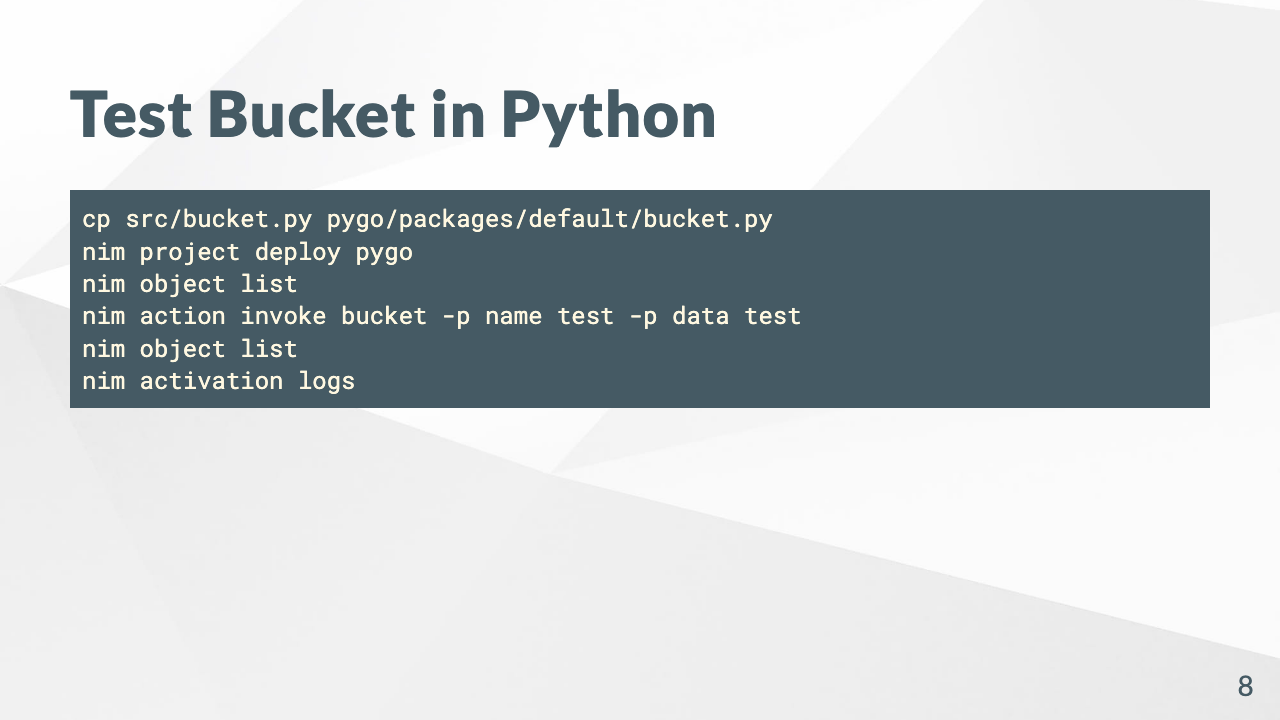 Test Bucket in Python
cp src/bucket.py pygo/packages/default/bucket.py
nim project deploy pygo
nim object list
nim action invoke bucket -p name test -p data test
nim object list
nim activation logs
8